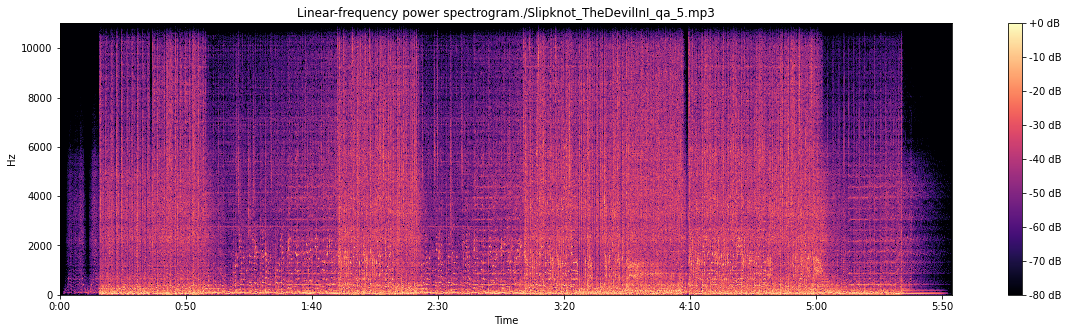 Linear-frequency power spectrogram./Slipknot_TheDevilInI_qa_5.mp3
10000
8000
6000
4000
2000
0
Hz
0:00 0:50 1:40 2:30 3:20 4:10 5:00 5:50
Time
+0 dB
-10 dB
-20 dB
-30 dB
-40 dB
-50 dB
-60 dB
-70 dB
-80 dB